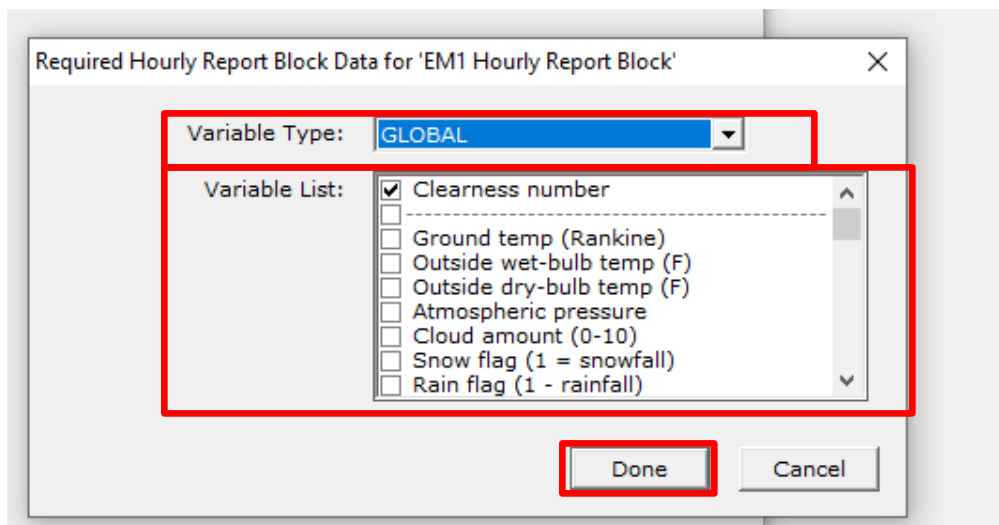 Required Hourly Report Block Data for 'EM1 Hourly Report Block'
Variable Type: GLOBAL
Variable List: Clearness number
------------------------------------------------
Ground temp (Rankine)
Outside wet-bulb temp (F)
Outside dry-bulb temp (F)
Atmospheric pressure
Cloud amount (0-10)
Snow flag (1 = snowfall)
Rain flag (1 - rainfall)
Done Cancel